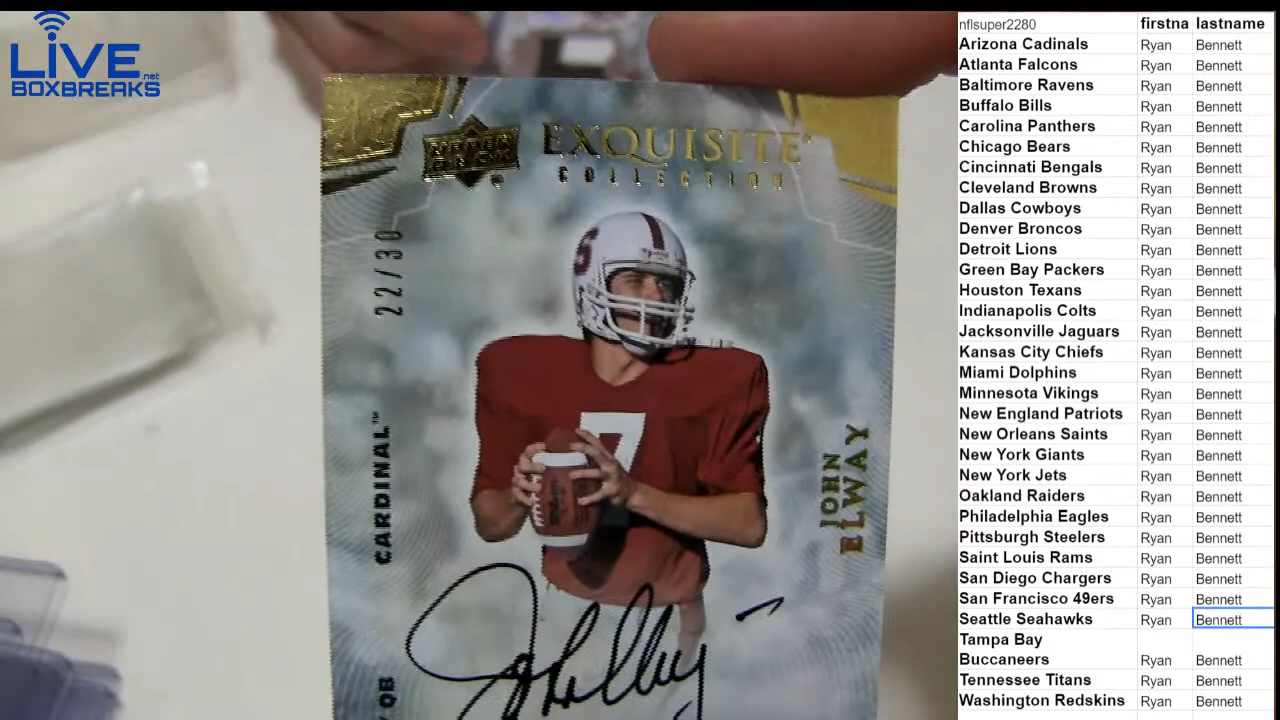 LIVE
.net
BOXBREAKS
UPPER DECK
EXQUISITE
COLLECTION
22/30
CARDINAL™
QB
JOHN
ELWAY
S
7
nflsuper2280 firstna lastname
Arizona Cadinals Ryan Bennett
Atlanta Falcons Ryan Bennett
Baltimore Ravens Ryan Bennett
Buffalo Bills Ryan Bennett
Carolina Panthers Ryan Bennett
Chicago Bears Ryan Bennett
Cincinnati Bengals Ryan Bennett
Cleveland Browns Ryan Bennett
Dallas Cowboys Ryan Bennett
Denver Broncos Ryan Bennett
Detroit Lions Ryan Bennett
Green Bay Packers Ryan Bennett
Houston Texans Ryan Bennett
Indianapolis Colts Ryan Bennett
Jacksonville Jaguars Ryan Bennett
Kansas City Chiefs Ryan Bennett
Miami Dolphins Ryan Bennett
Minnesota Vikings Ryan Bennett
New England Patriots Ryan Bennett
New Orleans Saints Ryan Bennett
New York Giants Ryan Bennett
New York Jets Ryan Bennett
Oakland Raiders Ryan Bennett
Philadelphia Eagles Ryan Bennett
Pittsburgh Steelers Ryan Bennett
Saint Louis Rams Ryan Bennett
San Diego Chargers Ryan Bennett
San Francisco 49ers Ryan Bennett
Seattle Seahawks Ryan Bennett
Tampa Bay
Buccaneers Ryan Bennett
Tennessee Titans Ryan Bennett
Washington Redskins Ryan Bennett